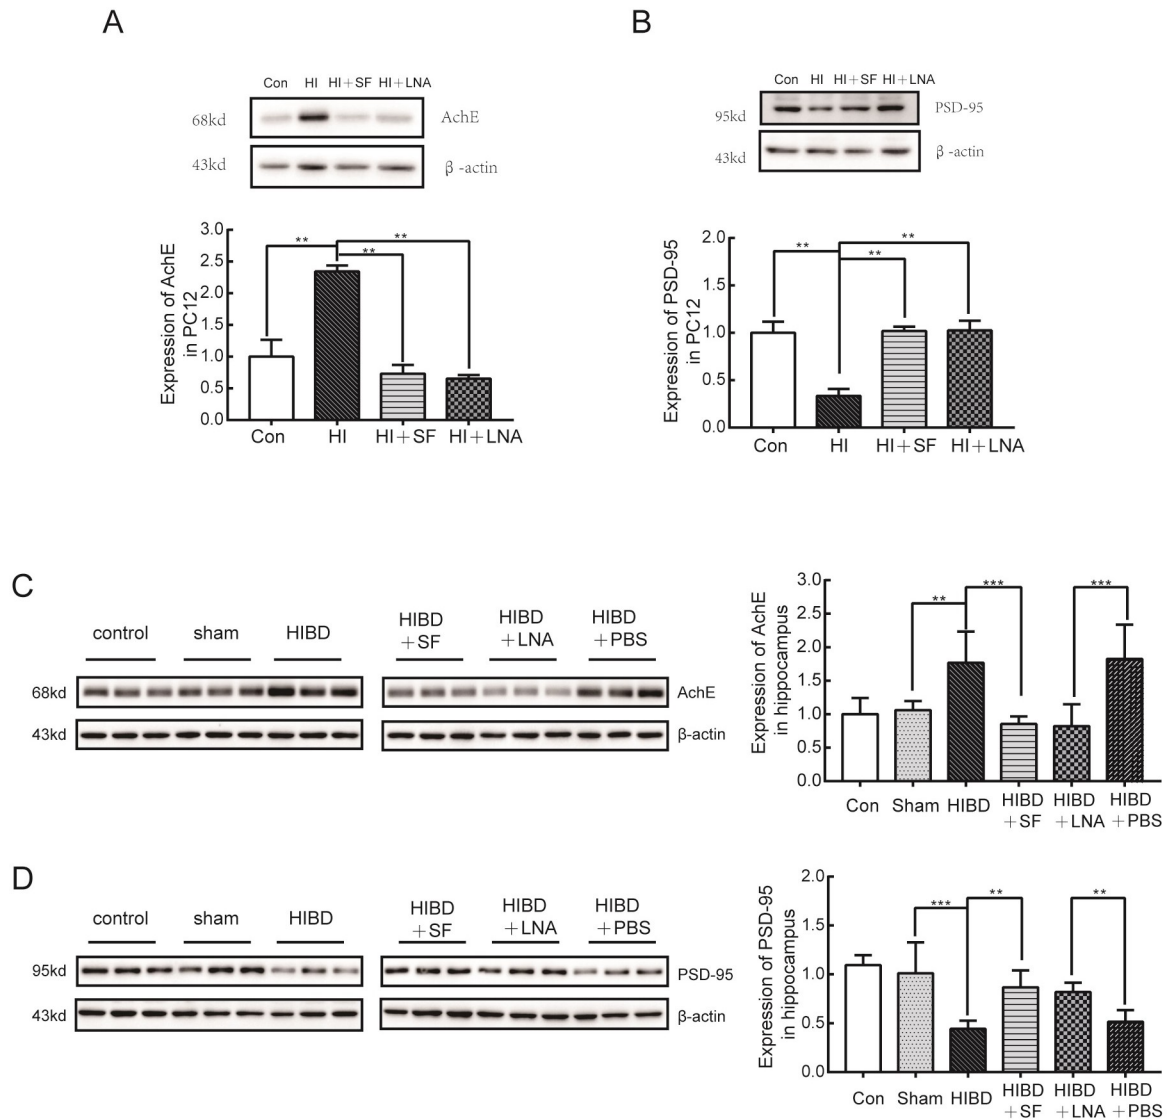 A
Con HI HI+SF HI+LNA
68kd
AchE
43kd
β-actin
Expression of AchE
in PC12
3.0
2.5
2.0
1.5
1.0
0.5
0.0
**
**
**
Con HI HI+SF HI+LNA
B
Con HI HI+SF HI+LNA
95kd
PSD-95
43kd
β-actin
Expression of PSD-95
in PC12
2.0
1.5
1.0
0.5
0.0
**
**
**
Con HI HI+SF HI+LNA
C
control sham HIBD
HIBD
+SF
HIBD
+LNA
HIBD
+PBS
68kd
AchE
43kd
β-actin
Expression of AchE
in hippocampus
3.0
2.5
2.0
1.5
1.0
0.5
0.0
**
***
***
Con Sham HIBD
HIBD
+SF
HIBD
+LNA
HIBD
+PBS
D
control sham HIBD
HIBD
+SF
HIBD
+LNA
HIBD
+PBS
95kd
PSD-95
43kd
β-actin
Expression of PSD-95
in hippocampus
2.0
1.5
1.0
0.5
0.0
***
**
**
Con Sham HIBD
HIBD
+SF
HIBD
+LNA
HIBD
+PBS